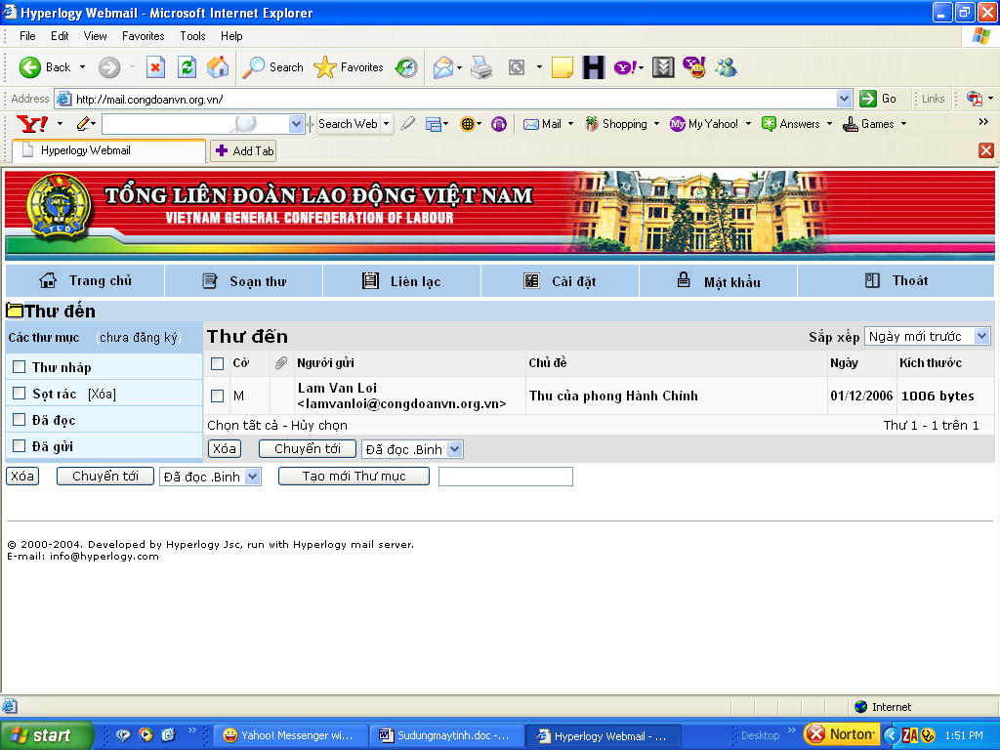 Hyperlogy Webmail - Microsoft Internet Explorer
File Edit View Favorites Tools Help
Back Search Favorites
Address http://mail.congdoanvn.org.vn/ Go Links
Y! Search Web Mail Shopping My Yahoo! Answers Games
Hyperlogy Webmail Add Tab
TỔNG LIÊN ĐOÀN LAO ĐỘNG VIỆT NAM
VIETNAM GENERAL CONFEDERATION OF LABOUR
Trang chủ Soạn thư Liên lạc Cài đặt Mật khẩu Thoát
Thư đến
Các thư mục (chưa đăng ký)
Thư nháp
Sọt rác [Xóa]
Đã đọc
Đã gửi
Thư đến Sắp xếp Ngày mới trước
Cờ Người gửi Chủ đề Ngày Kích thước
M Lam Van Loi <lamvanloi@congdoanvn.org.vn> Thu của phong Hành Chính 01/12/2006 1006 bytes
Chọn tất cả - Hủy chọn Thư 1 - 1 trên 1
Xóa Chuyển tới Đã đọc .Binh
Xóa Chuyển tới Đã đọc .Binh Tạo mới Thư mục
© 2000-2004. Developed by Hyperlogy Jsc, run with Hyperlogy mail server.
E-mail: info@hyperlogy.com
Internet
start Yahoo! Messenger wi... Sudungmaytinh.doc -... Hyperlogy Webmail - ... Desktop Norton 1:51 PM